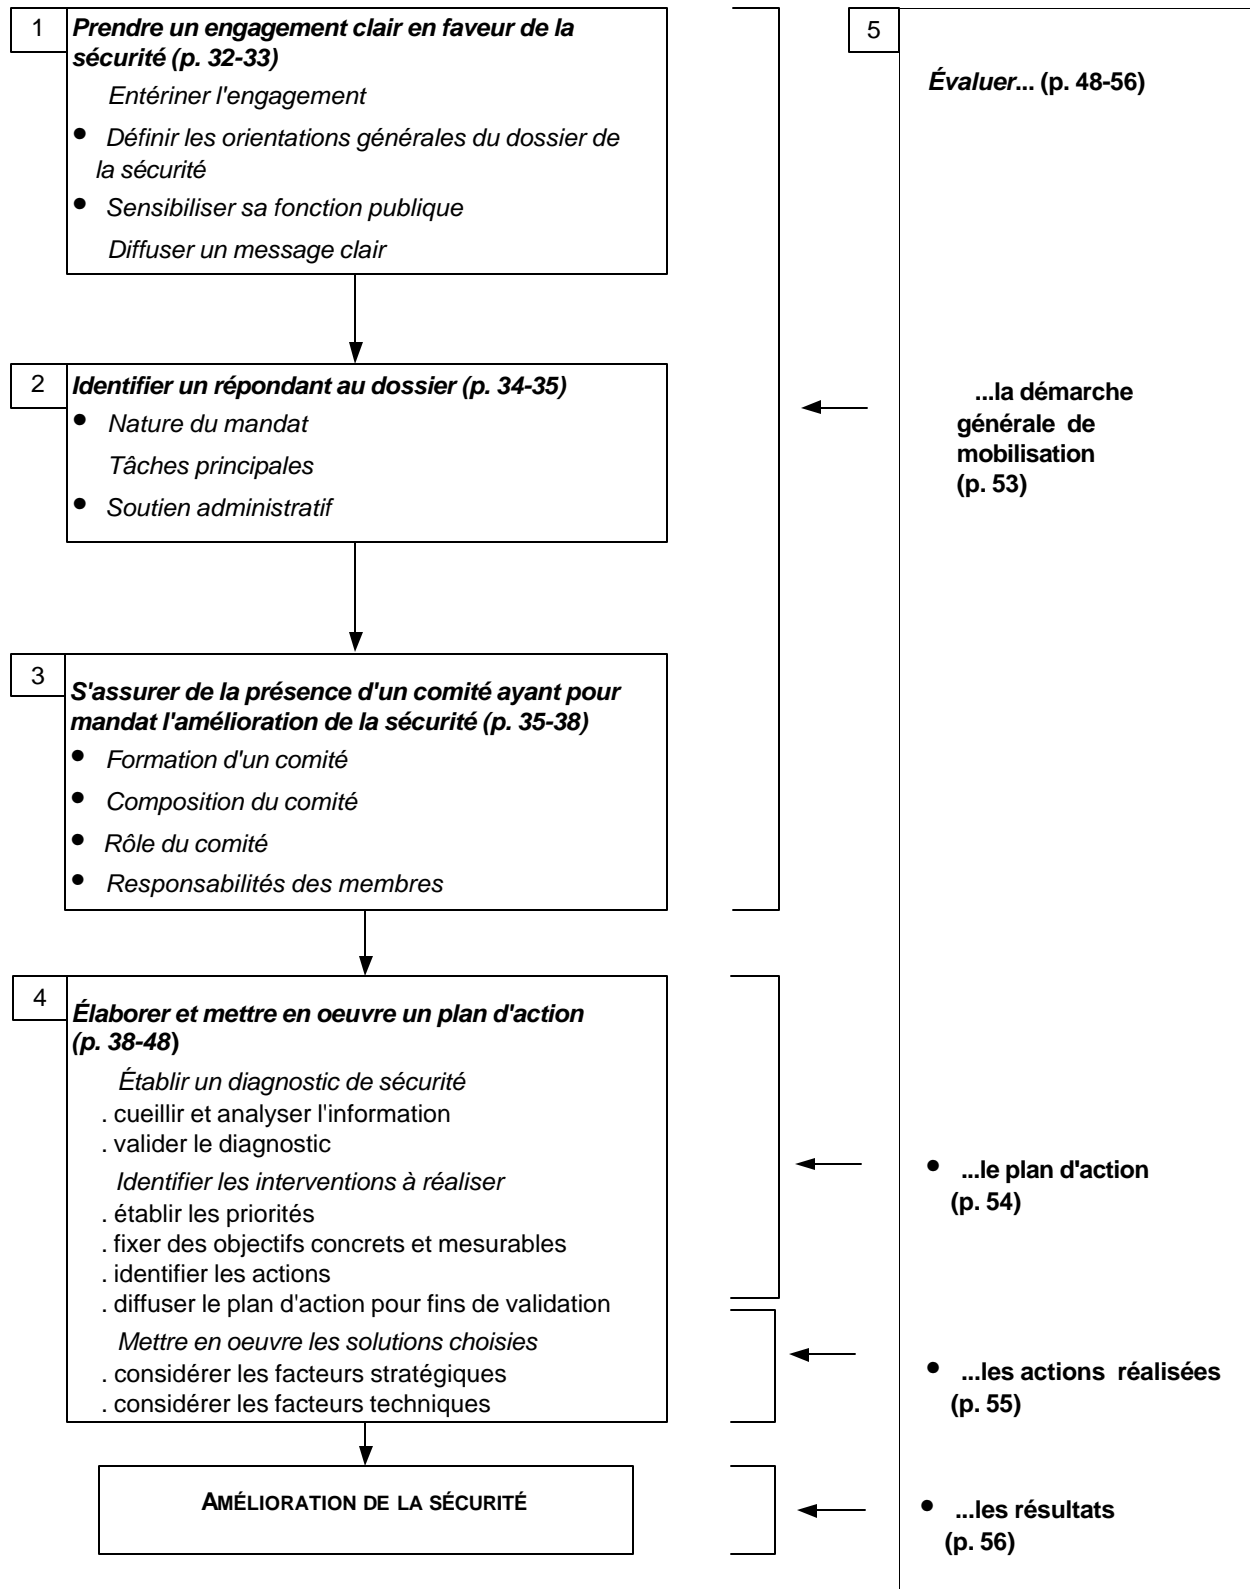 1
Prendre un engagement clair en faveur de la
sécurité (p. 32-33)
Entériner l'engagement
• Définir les orientations générales du dossier de
la sécurité
• Sensibiliser sa fonction publique
Diffuser un message clair
2
Identifier un répondant au dossier (p. 34-35)
• Nature du mandat
Tâches principales
• Soutien administratif
3
S'assurer de la présence d'un comité ayant pour
mandat l'amélioration de la sécurité (p. 35-38)
• Formation d'un comité
• Composition du comité
• Rôle du comité
• Responsabilités des membres
4
Élaborer et mettre en oeuvre un plan d'action
(p. 38-48)
Établir un diagnostic de sécurité
. cueillir et analyser l'information
. valider le diagnostic
Identifier les interventions à réaliser
. établir les priorités
. fixer des objectifs concrets et mesurables
. identifier les actions
. diffuser le plan d'action pour fins de validation
Mettre en oeuvre les solutions choisies
. considérer les facteurs stratégiques
. considérer les facteurs techniques
AMÉLIORATION DE LA SÉCURITÉ
5
Évaluer... (p. 48-56)
...la démarche
générale de
mobilisation
(p. 53)
• ...le plan d'action
(p. 54)
• ...les actions réalisées
(p. 55)
• ...les résultats
(p. 56)